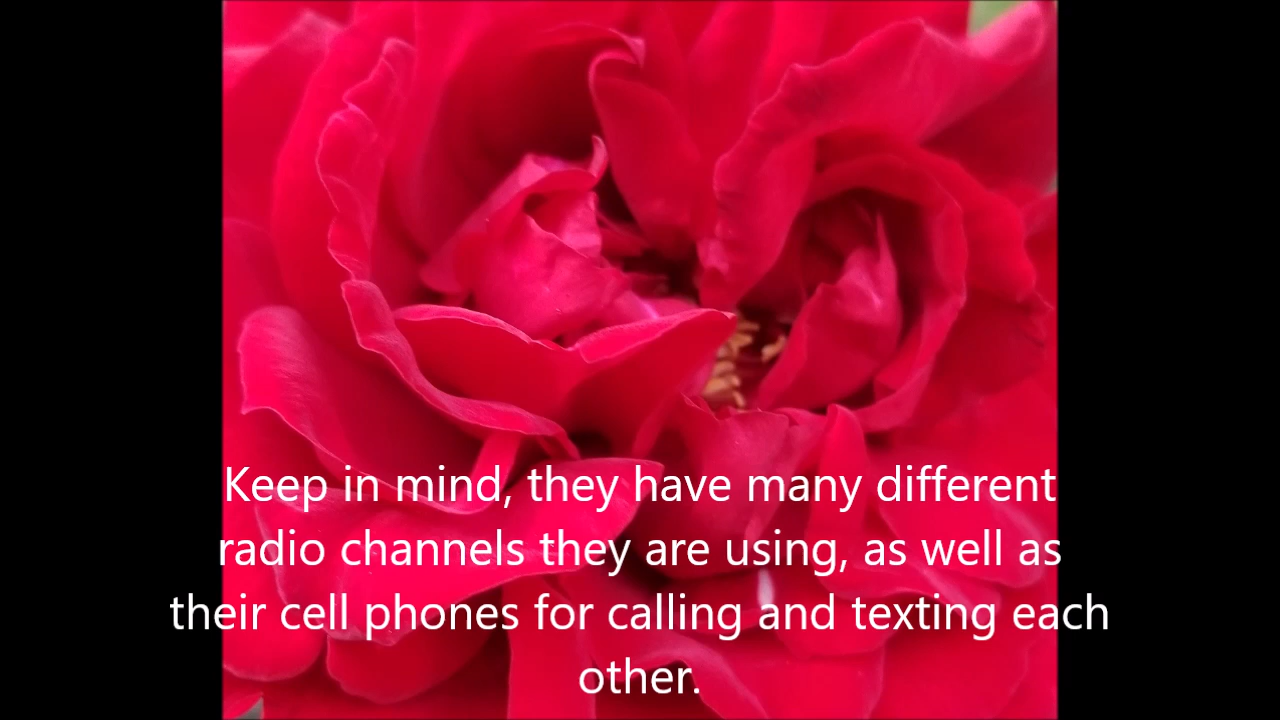 Keep in mind, they have many different
radio channels they are using, as well as
their cell phones for calling and texting each
other.